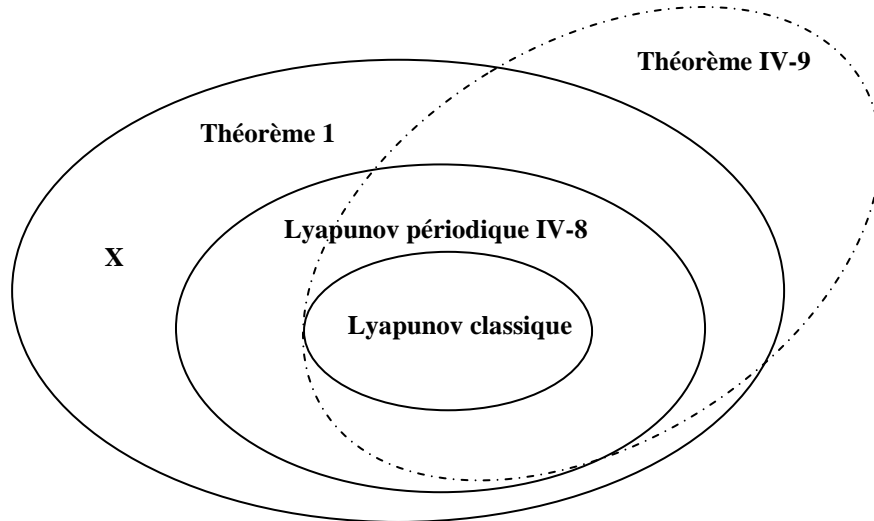 Théorème IV-9
Théorème 1
Lyapunov périodique IV-8
X
Lyapunov classique